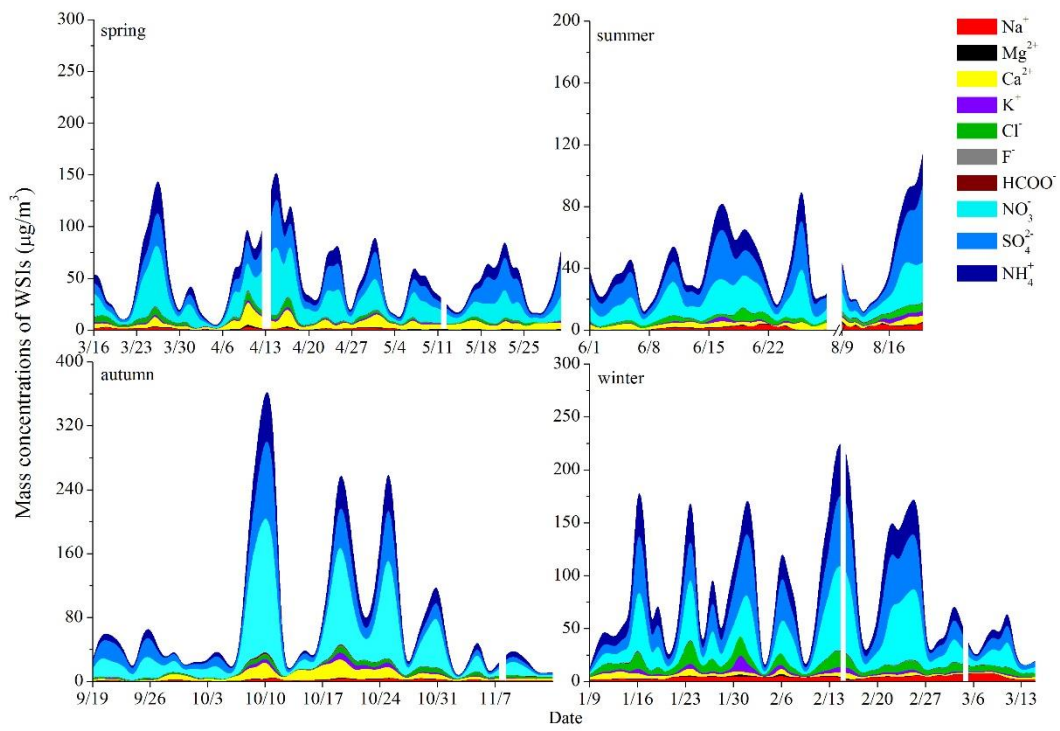 Mass concentrations of WSIs (μg/m³)
spring
300
250
200
150
100
50
0
3/16 3/23 3/30 4/6 4/13 4/20 4/27 5/4 5/11 5/18 5/25
summer
200
160
120
80
40
0
6/1 6/8 6/15 6/22 8/9 8/16
Na⁺
Mg²⁺
Ca²⁺
K⁺
Cl⁻
F⁻
HCOO⁻
NO₃⁻
SO₄²⁻
NH₄⁺
autumn
400
320
240
160
80
0
9/19 9/26 10/3 10/10 10/17 10/24 10/31 11/7
winter
300
250
200
150
100
50
0
1/9 1/16 1/23 1/30 2/6 2/13 2/20 2/27 3/6 3/13
Date